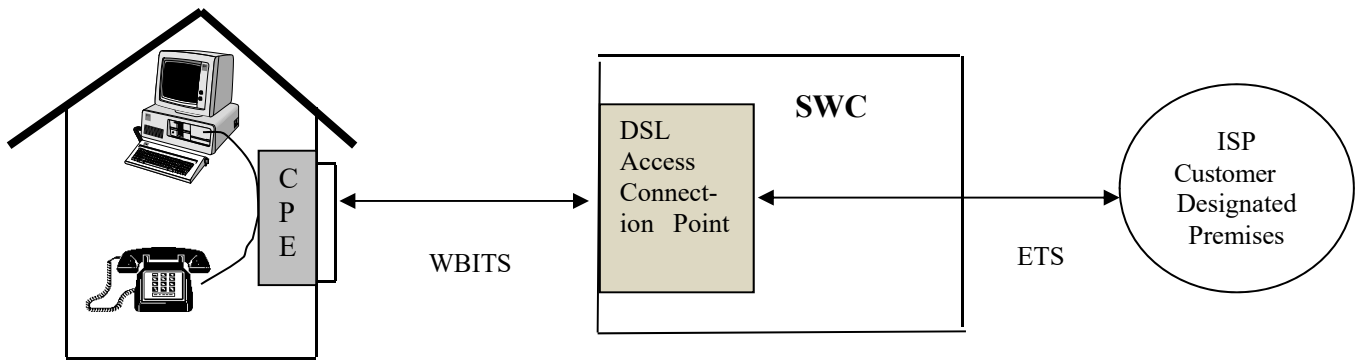 C
P
E
WBITS
DSL
Access
Connect-
ion Point
SWC
ETS
ISP
Customer
Designated
Premises